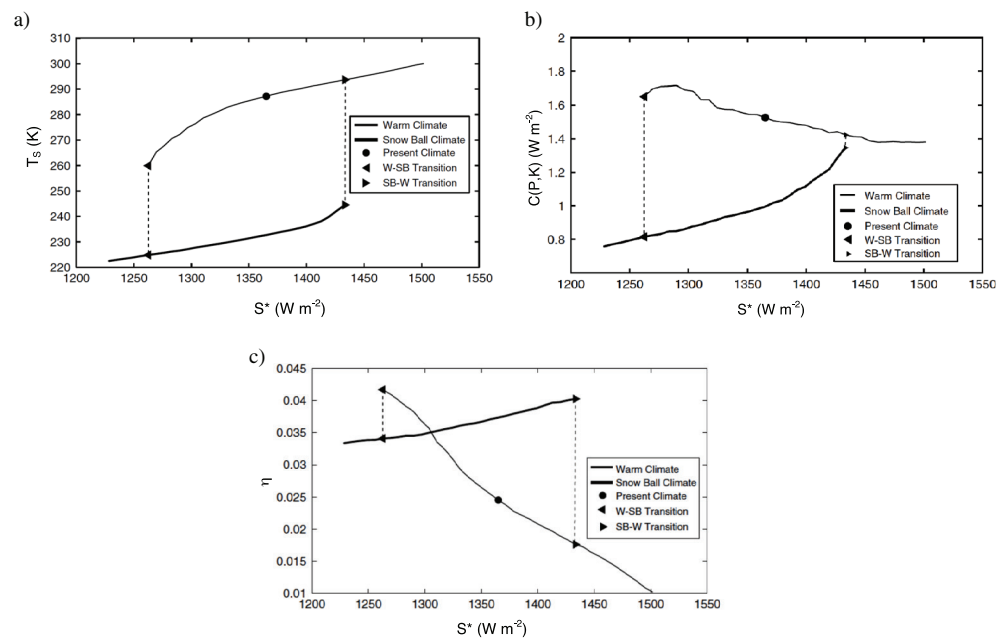 a)
310
300
290
280
270
260
250
240
230
220
1200 1250 1300 1350 1400 1450 1500 1550
T_S (K)
S* (W m⁻²)
Warm Climate
Snow Ball Climate
Present Climate
W-SB Transition
SB-W Transition
b)
2
1.8
1.6
1.4
1.2
1
0.8
1200 1250 1300 1350 1400 1450 1500 1550
C(P,K) (W m⁻²)
S* (W m⁻²)
Warm Climate
Snow Ball Climate
Present Climate
W-SB Transition
SB-W Transition
c)
0.045
0.04
0.035
0.03
0.025
0.02
0.015
0.01
1200 1250 1300 1350 1400 1450 1500 1550
η
S* (W m⁻²)
Warm Climate
Snow Ball Climate
Present Climate
W-SB Transition
SB-W Transition